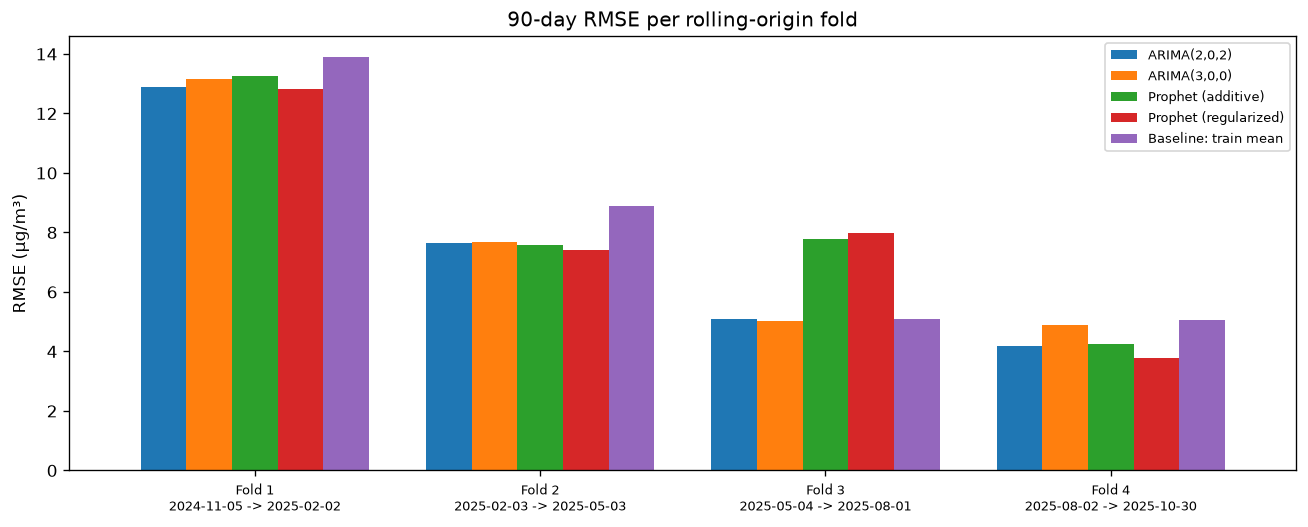 90-day RMSE per rolling-origin fold
RMSE (µg/m³)
14
12
10
8
6
4
2
0
ARIMA(2,0,2)
ARIMA(3,0,0)
Prophet (additive)
Prophet (regularized)
Baseline: train mean
Fold 1
2024-11-05 -> 2025-02-02
Fold 2
2025-02-03 -> 2025-05-03
Fold 3
2025-05-04 -> 2025-08-01
Fold 4
2025-08-02 -> 2025-10-30